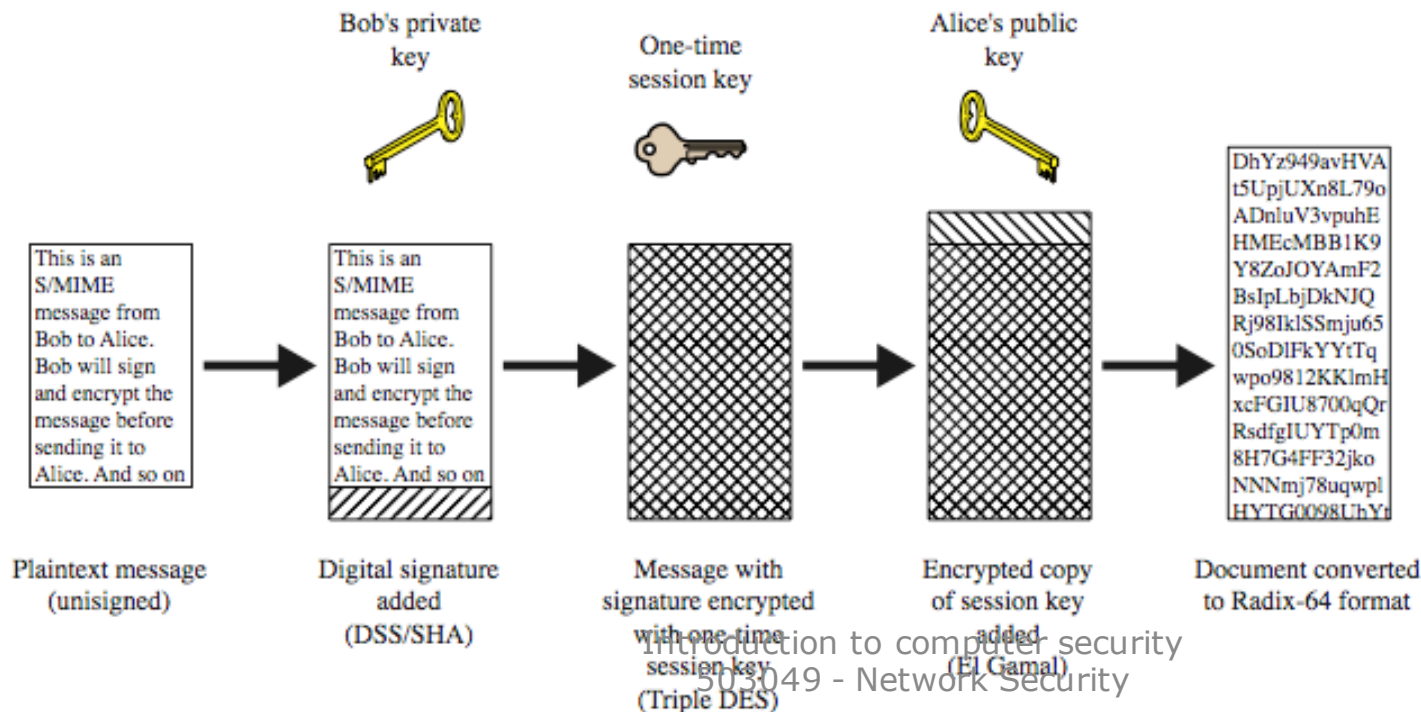 Bob's private
key
One-time
session key
Alice's public
key
This is an
S/MIME
message from
Bob to Alice.
Bob will sign
and encrypt the
message before
sending it to
Alice. And so on
This is an
S/MIME
message from
Bob to Alice.
Bob will sign
and encrypt the
message before
sending it to
Alice. And so on
DhYz949avHVA
t5UpjUXn8L79o
ADnluV3vpuhE
HMEcMBB1K9
Y8ZoJOYAmF2
BsIpLbjDkNJQ
Rj98IklSSmju65
0SoDlFkYYtTq
wpo9812KKlmH
xcFGIU8700qQr
RsdfgIUYTp0m
8H7G4FF32jko
NNNmj78uqwpl
HYTG0098UhYt
Plaintext message
(unisigned)
Digital signature
added
(DSS/SHA)
Message with
signature encrypted
with one-time
session key
(Triple DES)
Encrypted copy
of session key
added
(El Gamal)
Document converted
to Radix-64 format
Introduction to computer security
503049 - Network Security